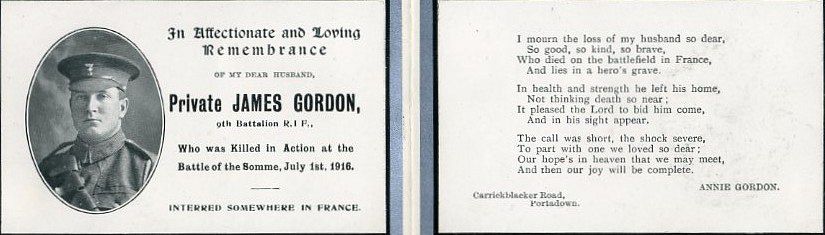 In Affectionate and Loving
Remembrance
OF MY DEAR HUSBAND,
Private JAMES GORDON,
9th Battalion R.I F.,
Who was Killed in Action at the
Battle of the Somme, July 1st, 1916.
INTERRED SOMEWHERE IN FRANCE.
I mourn the loss of my husband so dear,
So good, so kind, so brave,
Who died on the battlefield in France,
And lies in a hero's grave.
In health and strength he left his home,
Not thinking death so near;
It pleased the Lord to bid him come,
And in his sight appear.
The call was short, the shock severe,
To part with one we loved so dear;
Our hope's in heaven that we may meet,
And then our joy will be complete.
ANNIE GORDON.
Carrickblacker Road,
Portadown.